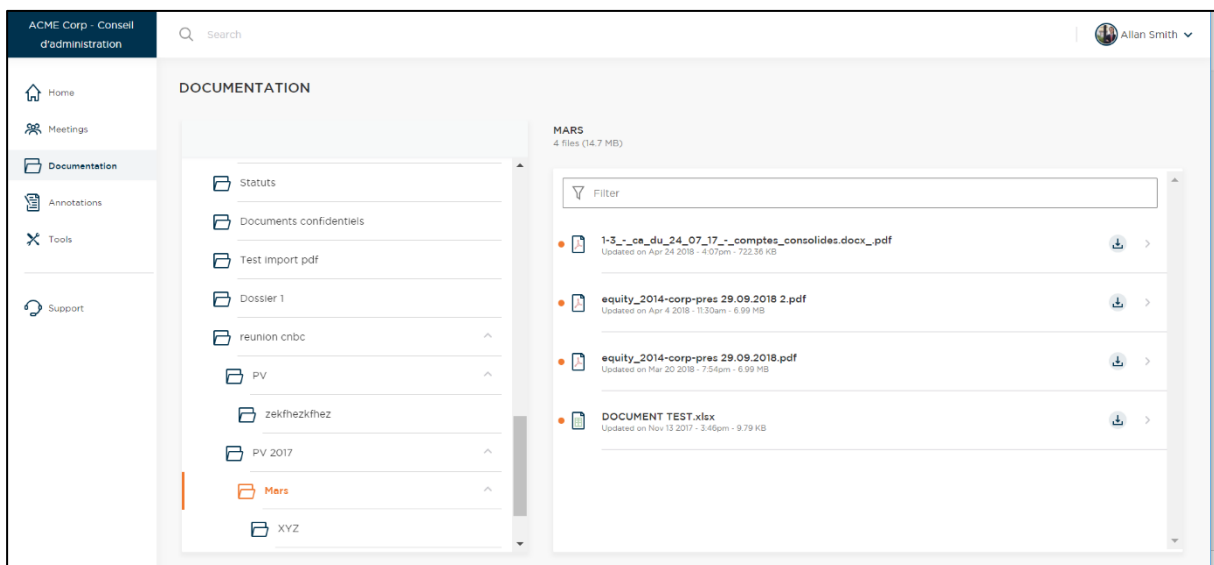 ACME Corp - Conseil
d'administration
Search
Allan Smith
Home
Meetings
Documentation
Annotations
Tools
Support
DOCUMENTATION
Statuts
Documents confidentiels
Test import pdf
Dossier 1
reunion cnbc
PV
zekfhezkfhez
PV 2017
Mars
XYZ
MARS
4 files (14.7 MB)
Filter
1-3_-_ca_du_24_07_17_-_comptes_consolides.docx_.pdf
Updated on Apr 24 2018 - 4:07pm - 722.36 KB
equity_2014-corp-pres 29.09.2018 2.pdf
Updated on Apr 4 2018 - 11:30am - 6.99 MB
equity_2014-corp-pres 29.09.2018.pdf
Updated on Mar 20 2018 - 7:54pm - 6.99 MB
DOCUMENT TEST.xlsx
Updated on Nov 13 2017 - 3:46pm - 9.79 KB